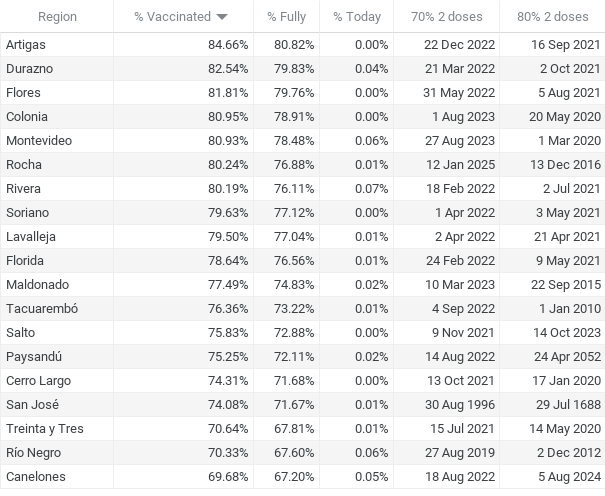 Region % Vaccinated % Fully % Today 70% 2 doses 80% 2 doses
Artigas 84.66% 80.82% 0.00% 22 Dec 2022 16 Sep 2021
Durazno 82.54% 79.83% 0.04% 21 Mar 2022 2 Oct 2021
Flores 81.81% 79.76% 0.00% 31 May 2022 5 Aug 2021
Colonia 80.95% 78.91% 0.00% 1 Aug 2023 20 May 2020
Montevideo 80.93% 78.48% 0.06% 27 Aug 2023 1 Mar 2020
Rocha 80.24% 76.88% 0.01% 12 Jan 2025 13 Dec 2016
Rivera 80.19% 76.11% 0.07% 18 Feb 2022 2 Jul 2021
Soriano 79.63% 77.12% 0.00% 1 Apr 2022 3 May 2021
Lavalleja 79.50% 77.04% 0.01% 2 Apr 2022 21 Apr 2021
Florida 78.64% 76.56% 0.01% 24 Feb 2022 9 May 2021
Maldonado 77.49% 74.83% 0.02% 10 Mar 2023 22 Sep 2015
Tacuarembó 76.36% 73.22% 0.01% 4 Sep 2022 1 Jan 2010
Salto 75.83% 72.88% 0.00% 9 Nov 2021 14 Oct 2023
Paysandú 75.25% 72.11% 0.02% 14 Aug 2022 24 Apr 2052
Cerro Largo 74.31% 71.68% 0.00% 13 Oct 2021 17 Jan 2020
San José 74.08% 71.67% 0.01% 30 Aug 1996 29 Jul 1688
Treinta y Tres 70.64% 67.81% 0.01% 15 Jul 2021 14 May 2020
Río Negro 70.33% 67.60% 0.06% 27 Aug 2019 2 Dec 2012
Canelones 69.68% 67.20% 0.05% 18 Aug 2022 5 Aug 2024